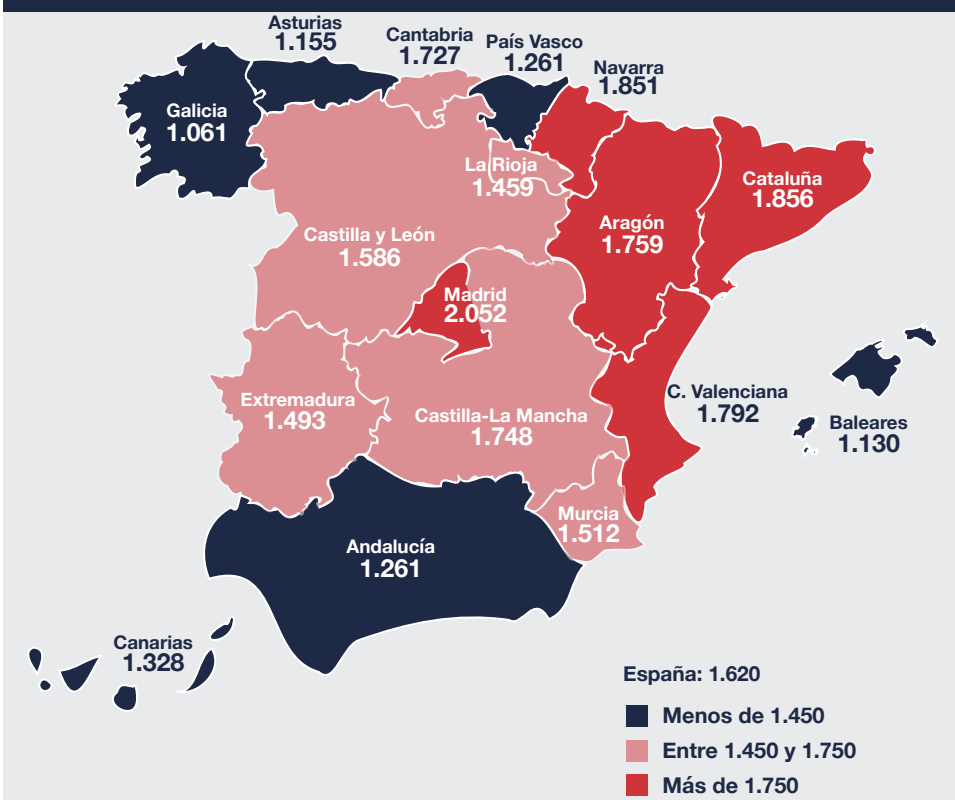 Asturias
1.155
Cantabria
1.727
País Vasco
1.261
Navarra
1.851
Galicia
1.061
La Rioja
1.459
Cataluña
1.856
Aragón
1.759
Castilla y León
1.586
Madrid
2.052
C. Valenciana
1.792
Extremadura
1.493
Castilla-La Mancha
1.748
Baleares
1.130
Murcia
1.512
Andalucía
1.261
Canarias
1.328
España: 1.620
Menos de 1.450
Entre 1.450 y 1.750
Más de 1.750